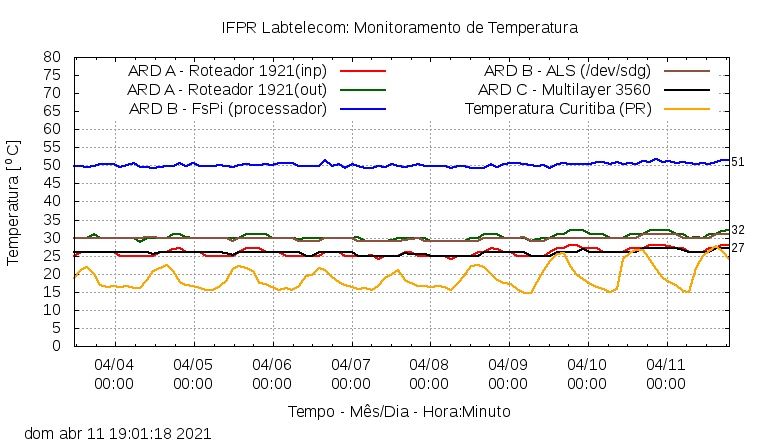 IFPR Labtelecom: Monitoramento de Temperatura
Temperatura [ºC]
80
75
70
65
60
55
50
45
40
35
30
25
20
15
10
5
0
ARD A - Roteador 1921(inp)
ARD A - Roteador 1921(out)
ARD B - FsPi (processador)
ARD B - ALS (/dev/sdg)
ARD C - Multilayer 3560
Temperatura Curitiba (PR)
51
32
27
04/04 04/05 04/06 04/07 04/08 04/09 04/10 04/11
00:00 00:00 00:00 00:00 00:00 00:00 00:00 00:00
Tempo - Mês/Dia - Hora:Minuto
dom abr 11 19:01:18 2021